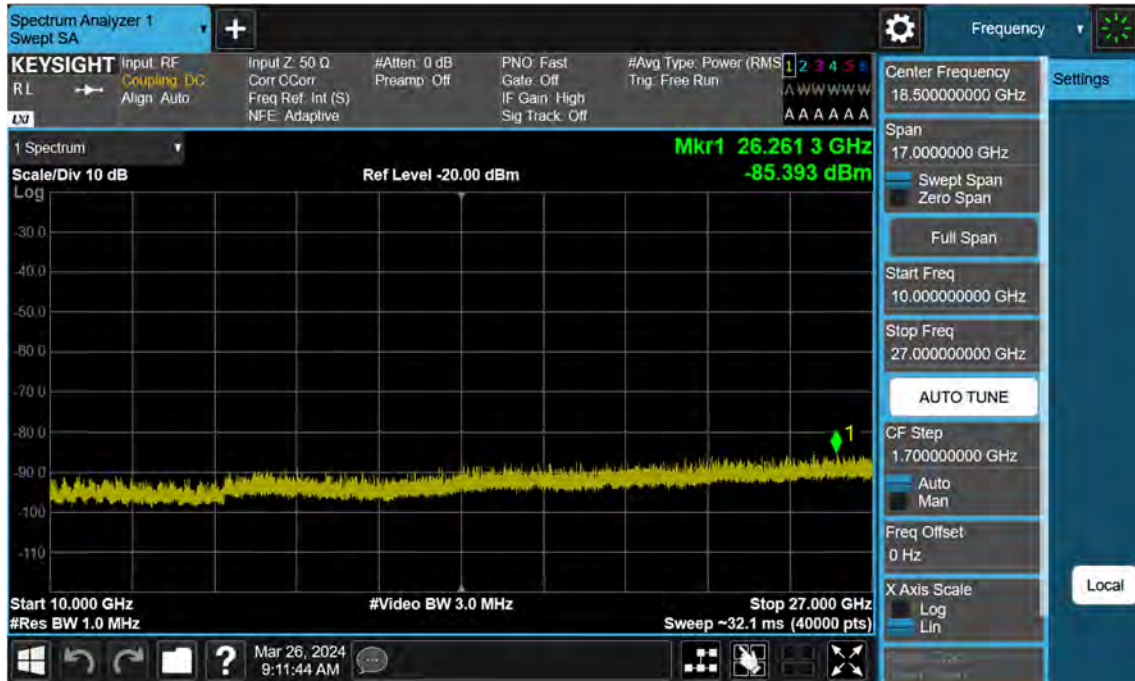 Spectrum Analyzer 1
Swept SA
+
Frequency
KEYSIGHT
R L
LXI
Input: RF
Coupling: DC
Align: Auto
Input Z: 50 Ω
Corr CCorr
Freq Ref: Int (S)
NFE: Adaptive
#Atten: 0 dB
Preamp: Off
PNO: Fast
Gate: Off
IF Gain: High
Sig Track: Off
#Avg Type: Power (RMS
Trig: Free Run
1 2 3 4 5 6
A W W W W W
A A A A A A
1 Spectrum
Mkr1 26.261 3 GHz
-85.393 dBm
Scale/Div 10 dB
Ref Level -20.00 dBm
Log
-30.0
-40.0
-50.0
-60.0
-70.0
-80.0
1
-90.0
-100
-110
Start 10.000 GHz
#Video BW 3.0 MHz
Stop 27.000 GHz
#Res BW 1.0 MHz
Sweep ~32.1 ms (40000 pts)
?
Mar 26, 2024
9:11:44 AM
Center Frequency
18.500000000 GHz
Settings
Span
17.0000000 GHz
Swept Span
Zero Span
Full Span
Start Freq
10.000000000 GHz
Stop Freq
27.000000000 GHz
AUTO TUNE
CF Step
1.700000000 GHz
Auto
Man
Freq Offset
0 Hz
X Axis Scale
Log
Lin
Local